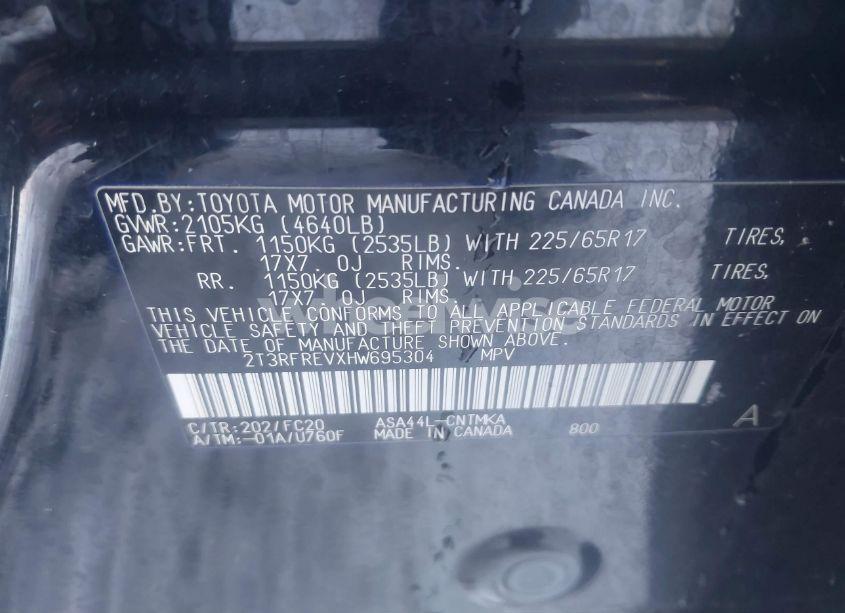 MFD.BY:TOYOTA MOTOR MANUFACTURING CANADA INC.
GVWR:2105KG (4640LB)
GAWR:FRT. 1150KG (2535LB) WITH 225/65R17 TIRES,
17X7.0J RIMS.
RR. 1150KG (2535LB) WITH 225/65R17 TIRES,
17X7.0J RIMS.
THIS VEHICLE CONFORMS TO ALL APPLICABLE FEDERAL MOTOR
VEHICLE SAFETY AND THEFT PREVENTION STANDARDS IN EFFECT ON
THE DATE OF MANUFACTURE SHOWN ABOVE.
2T3RFREVXHW695304 MPV
C/TR:202/FC20 ASA44L-CNTMKA A
A/TM:-01A/U760F MADE IN CANADA 800